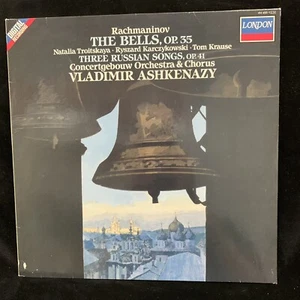 Rachmaninov
THE BELLS, OP. 35
Natalia Troitskaya · Ryszard Karczykowski · Tom Krause
THREE RUSSIAN SONGS, OP. 41
Concertgebouw Orchestra & Chorus
VLADIMIR ASHKENAZY
LONDON
DIGITAL